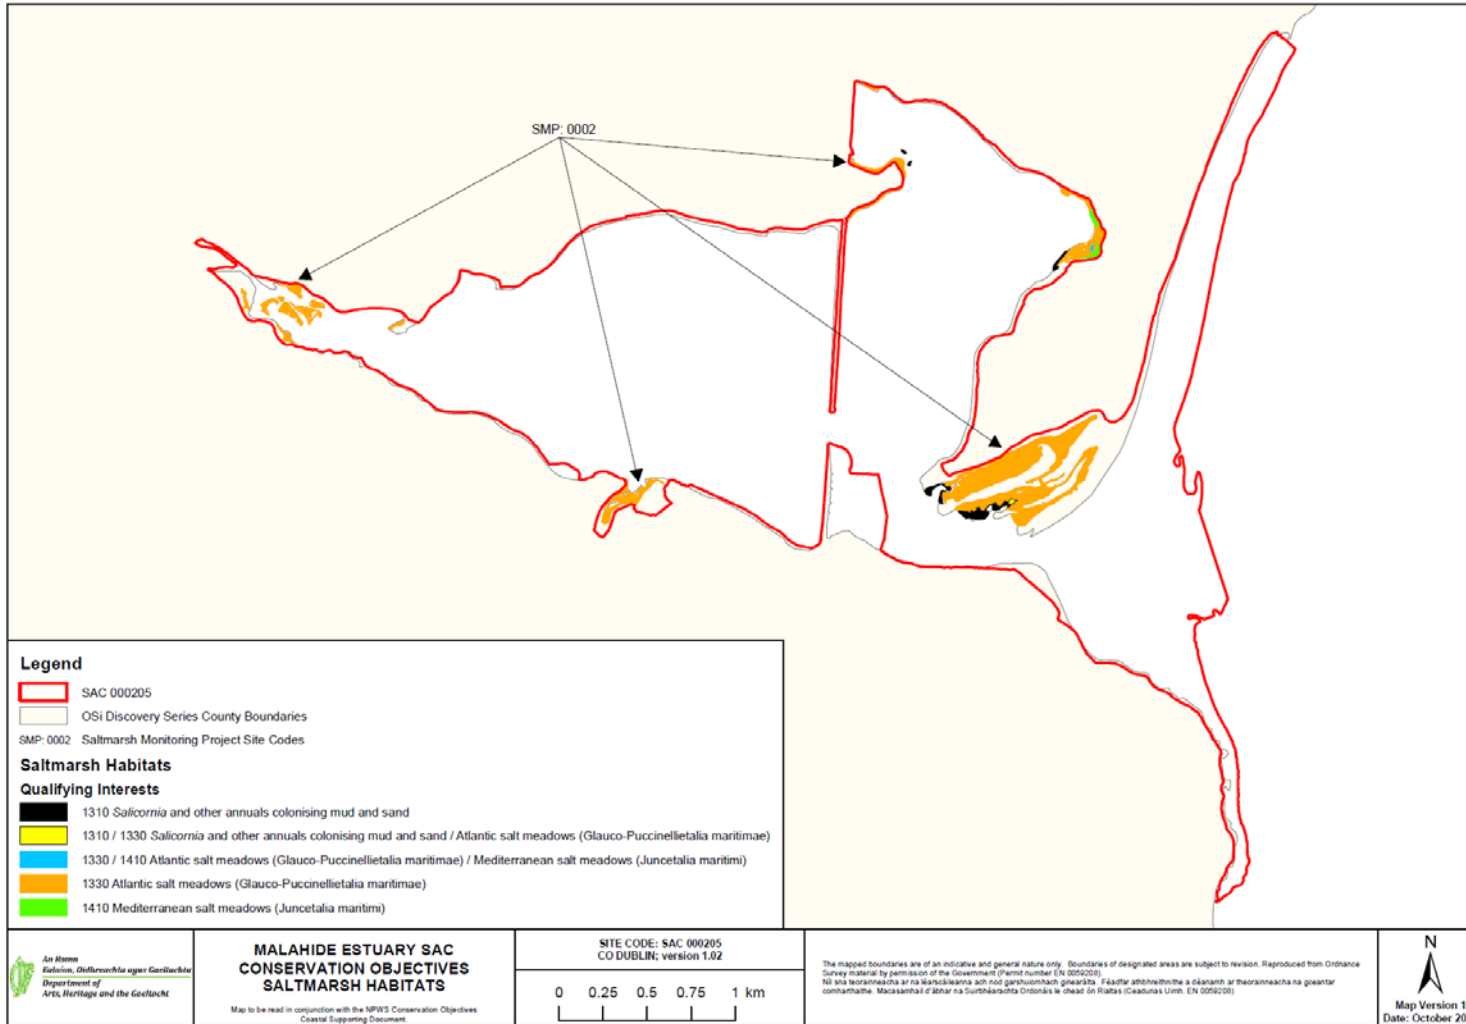 SMP: 0002
Legend
SAC 000205
OSi Discovery Series County Boundaries
SMP: 0002 Saltmarsh Monitoring Project Site Codes
Saltmarsh Habitats
Qualifying Interests
1310 Salicornia and other annuals colonising mud and sand
1310 / 1330 Salicornia and other annuals colonising mud and sand / Atlantic salt meadows (Glauco-Puccinellietalia maritimae)
1330 / 1410 Atlantic salt meadows (Glauco-Puccinellietalia maritimae) / Mediterranean salt meadows (Juncetalia maritimi)
1330 Atlantic salt meadows (Glauco-Puccinellietalia maritimae)
1410 Mediterranean salt meadows (Juncetalia maritimi)
An Roinn
Ealaíon, Oidhreachta agus Gaeltachta
Department of
Arts, Heritage and the Gaeltacht
MALAHIDE ESTUARY SAC
CONSERVATION OBJECTIVES
SALTMARSH HABITATS
Map to be read in conjunction with the NPWS Conservation Objectives
Coastal Supporting Document.
SITE CODE: SAC 000205
CO DUBLIN; version 1.02
0 0.25 0.5 0.75 1 km
The mapped boundaries are of an indicative and general nature only. Boundaries of designated areas are subject to revision. Reproduced from Ordnance
Survey material by permission of the Government (Permit number EN 0059208).
N
Map Version 1
Date: October 20